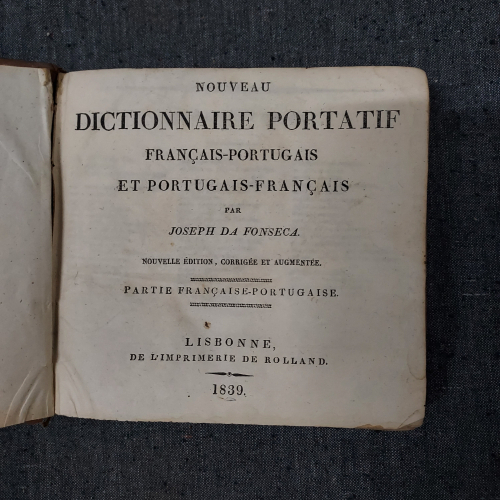 NOUVEAU
DICTIONNAIRE PORTATIF
FRANÇAIS-PORTUGAIS
ET PORTUGAIS-FRANÇAIS
PAR
JOSEPH DA FONSECA.
NOUVELLE ÉDITION, CORRIGÉE ET AUGMENTÉE.
PARTIE FRANÇAISE-PORTUGAISE.
LISBONNE,
DE L'IMPRIMERIE DE ROLLAND.
1839.